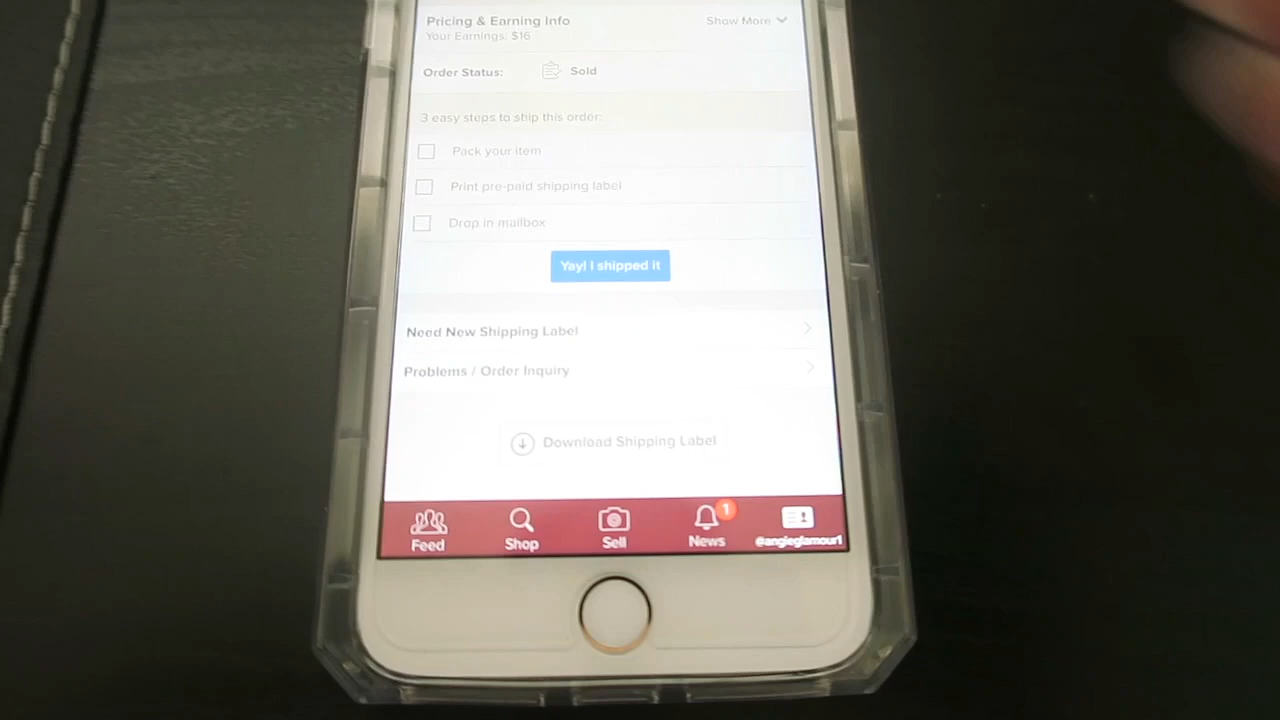 Pricing & Earning Info
Show More
Your Earnings: $16
Order Status: Sold
3 easy steps to ship this order:
Pack your item
Print pre-paid shipping label
Drop in mailbox
Yay! I shipped it
Need New Shipping Label
Problems / Order Inquiry
Download Shipping Label
1
Feed Shop Sell News @angieglamour1